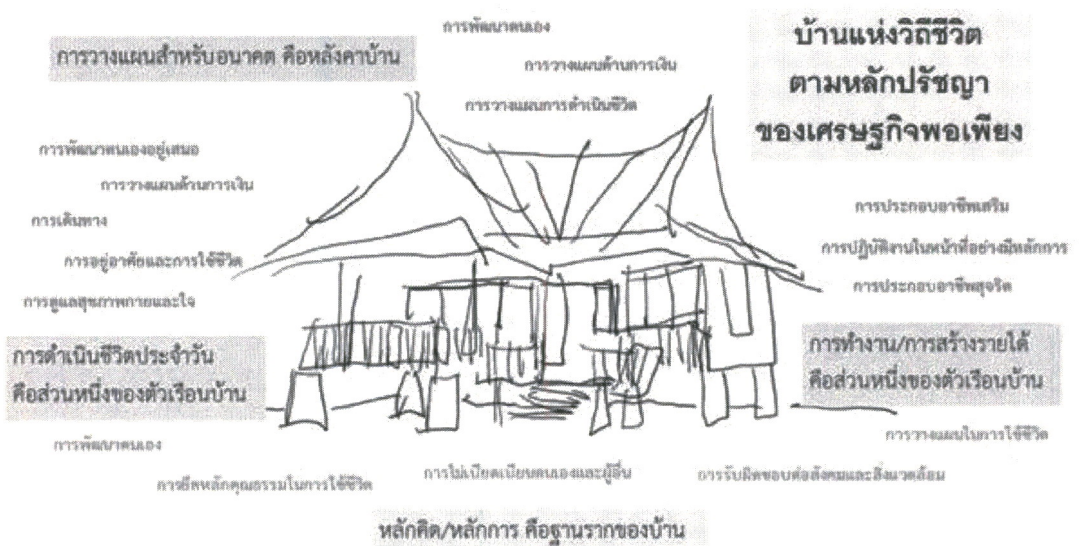 การพัฒนาตนเอง
การวางแผนสำหรับอนาคต คือหลังคาบ้าน
การวางแผนด้านการเงิน
การวางแผนการดำเนินชีวิต
บ้านแห่งวิถีชีวิต
ตามหลักปรัชญา
ของเศรษฐกิจพอเพียง
การพัฒนาตนเองอยู่เสมอ
การวางแผนด้านการเงิน
การเดินทาง
การอยู่อาศัยและการใช้ชีวิต
การดูแลสุขภาพกายและใจ
การดำเนินชีวิตประจำวัน
คือส่วนหนึ่งของตัวเรือนบ้าน
การประกอบอาชีพเสริม
การปฏิบัติงานในหน้าที่อย่างมีหลักการ
การประกอบอาชีพสุจริต
การทำงาน/การสร้างรายได้
คือส่วนหนึ่งของตัวเรือนบ้าน
การพัฒนาตนเอง
การยึดหลักคุณธรรมในการใช้ชีวิต
การไม่เบียดเบียนตนเองและผู้อื่น
การรับผิดชอบต่อสังคมและสิ่งแวดล้อม
การวางแผนในการใช้ชีวิต
หลักคิด/หลักการ คือฐานรากของบ้าน